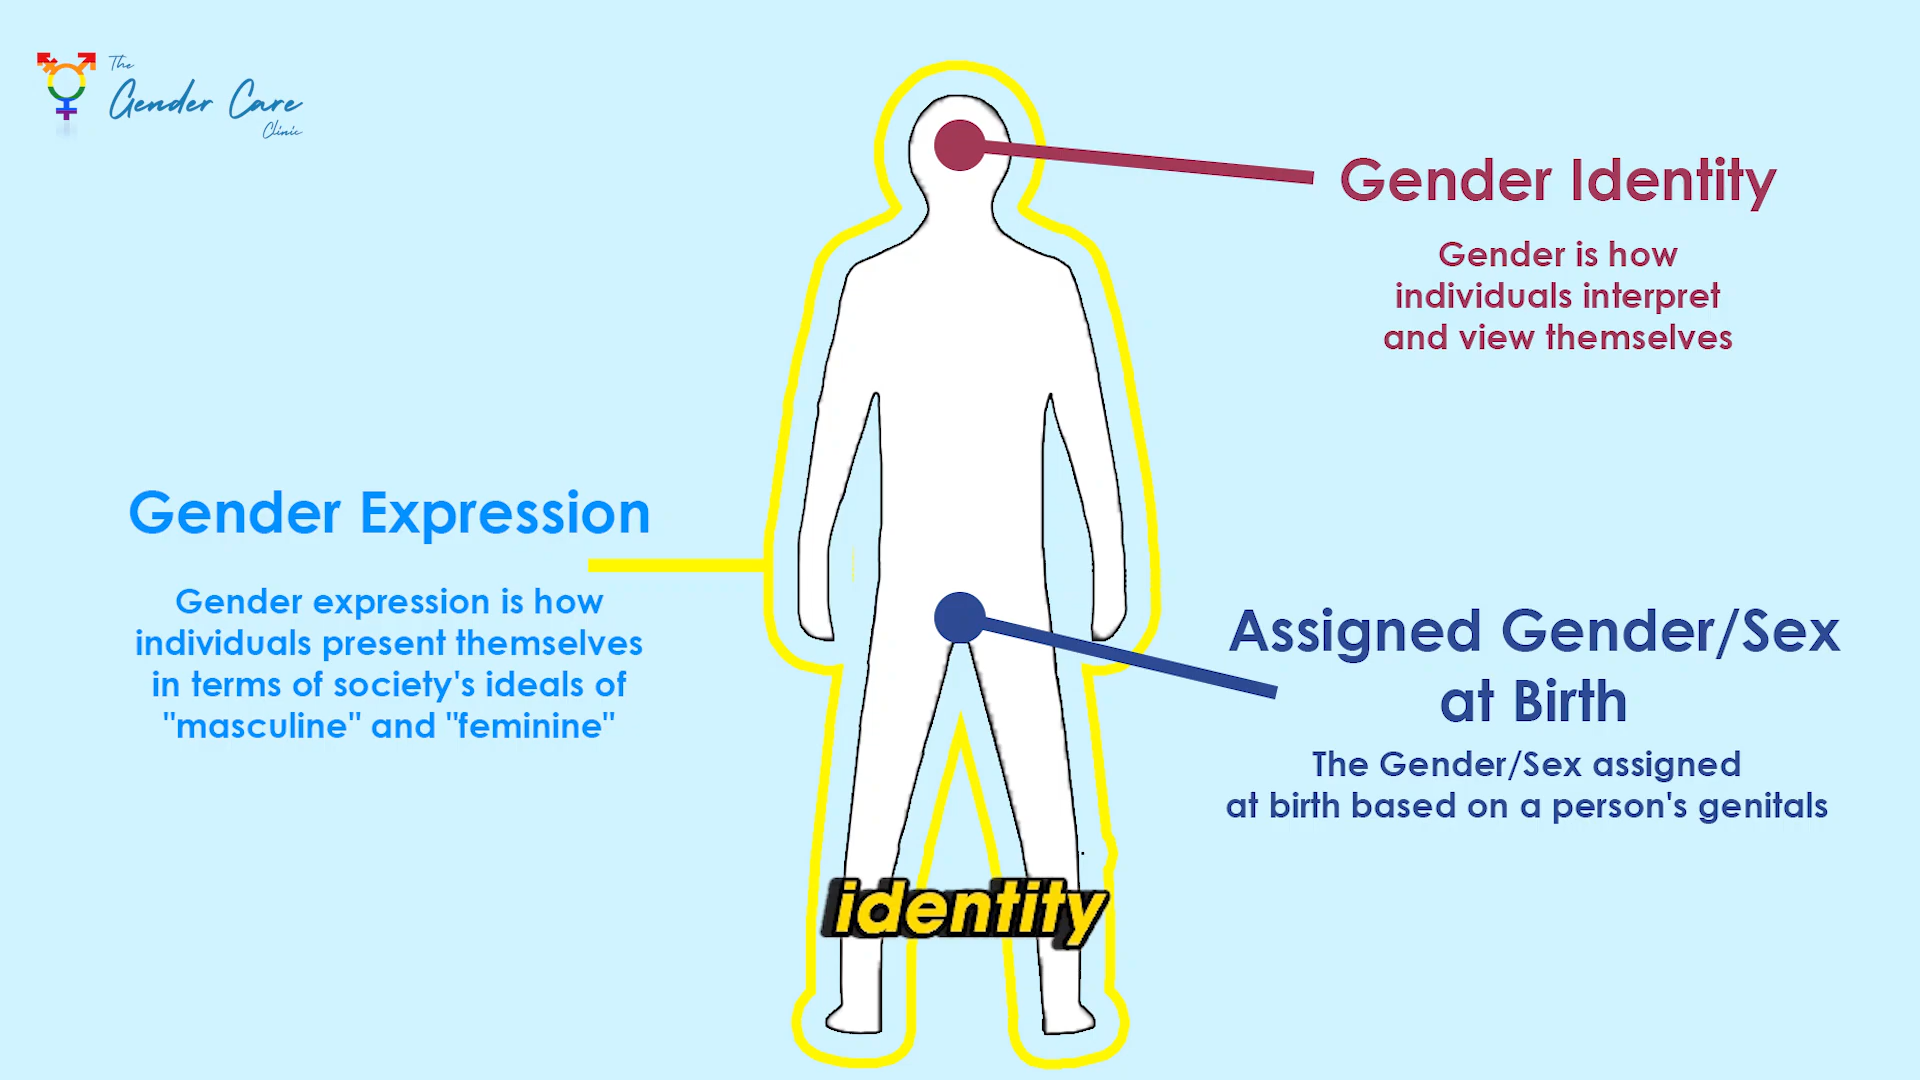 The
Gender Care
Clinic
Gender Identity
Gender is how
individuals interpret
and view themselves
Gender Expression
Gender expression is how
individuals present themselves
in terms of society's ideals of
"masculine" and "feminine"
Assigned Gender/Sex
at Birth
The Gender/Sex assigned
at birth based on a person's genitals
identity